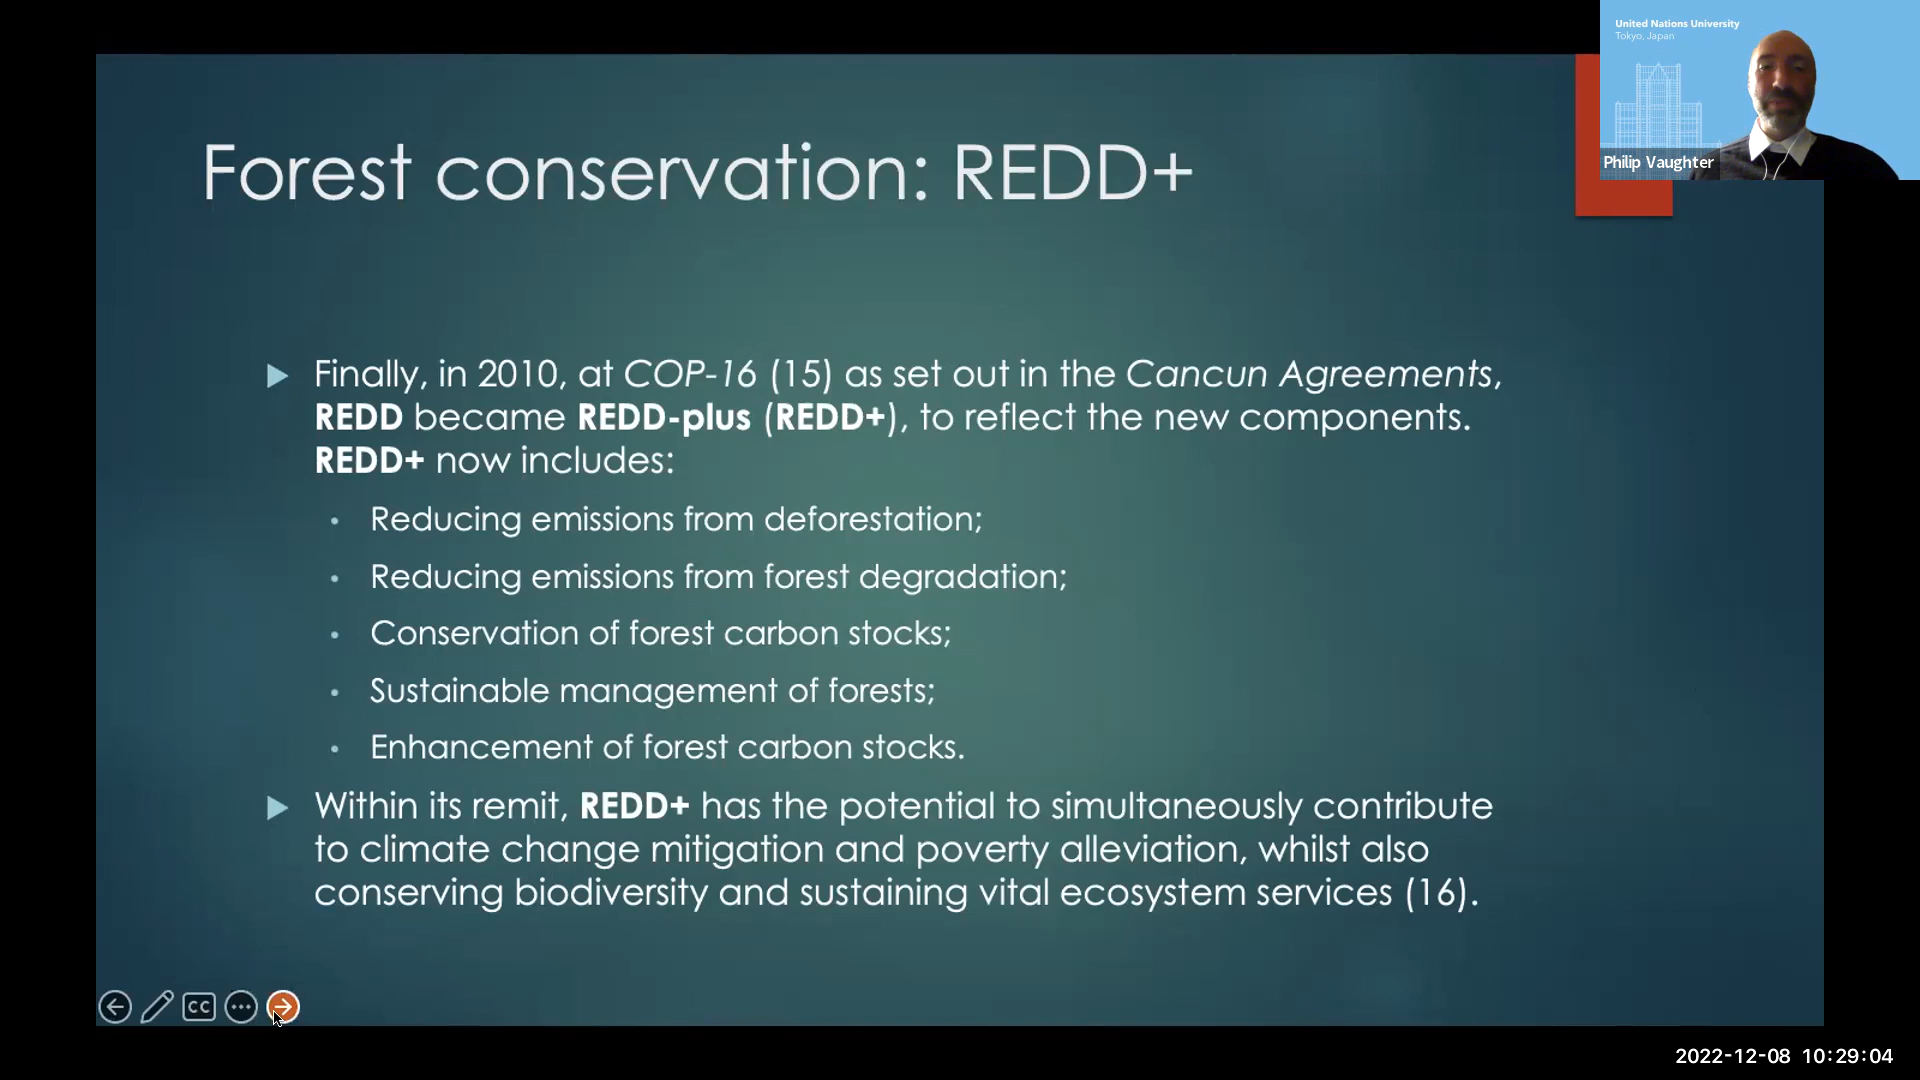 United Nations University
Tokyo, Japan
Philip Vaughter
Forest conservation: REDD+
Finally, in 2010, at COP-16 (15) as set out in the Cancun Agreements,
REDD became REDD-plus (REDD+), to reflect the new components.
REDD+ now includes:
Reducing emissions from deforestation;
Reducing emissions from forest degradation;
Conservation of forest carbon stocks;
Sustainable management of forests;
Enhancement of forest carbon stocks.
Within its remit, REDD+ has the potential to simultaneously contribute
to climate change mitigation and poverty alleviation, whilst also
conserving biodiversity and sustaining vital ecosystem services (16).
CC
2022-12-08 10:29:04